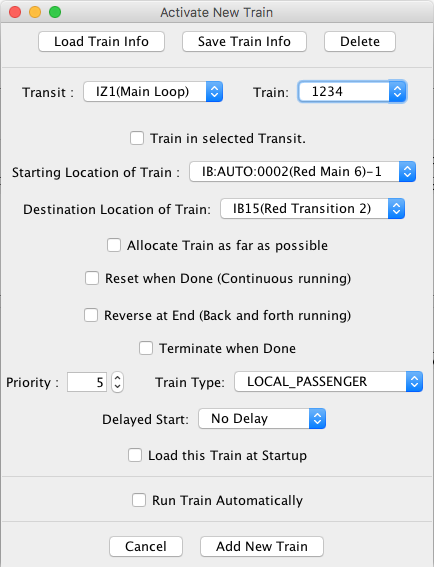 Activate New Train
Load Train Info Save Train Info Delete
Transit : IZ1(Main Loop) Train: 1234
Train in selected Transit.
Starting Location of Train : IB:AUTO:0002(Red Main 6)-1
Destination Location of Train: IB15(Red Transition 2)
Allocate Train as far as possible
Reset when Done (Continuous running)
Reverse at End (Back and forth running)
Terminate when Done
Priority : 5 Train Type: LOCAL_PASSENGER
Delayed Start: No Delay
Load this Train at Startup
Run Train Automatically
Cancel Add New Train